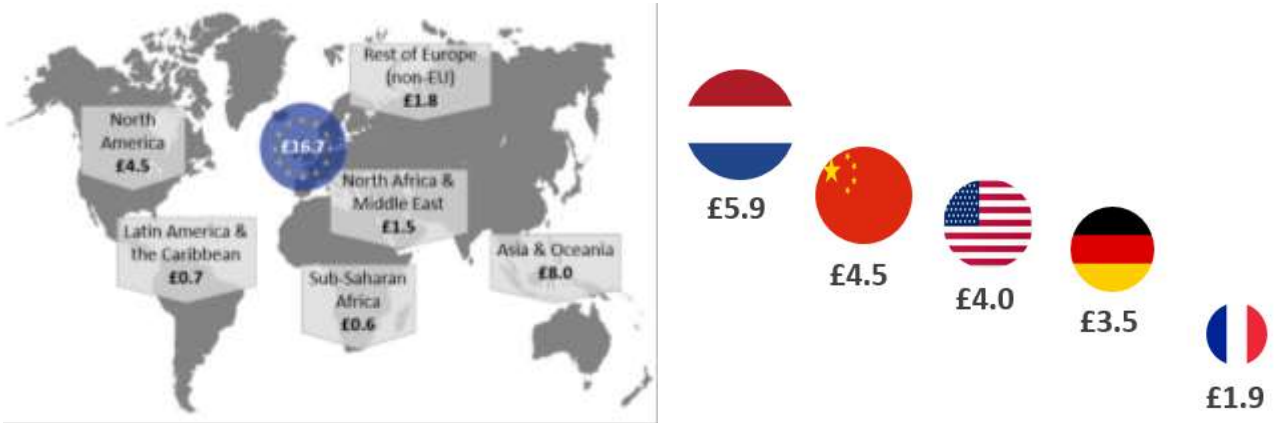 Rest of Europe
(non-EU)
£1.8
North
America
£4.5
£16.7
North Africa &
Middle East
£1.5
Latin America &
the Caribbean
£0.7
Asia & Oceania
£8.0
Sub-Saharan
Africa
£0.6
£5.9
£4.5
£4.0
£3.5
£1.9